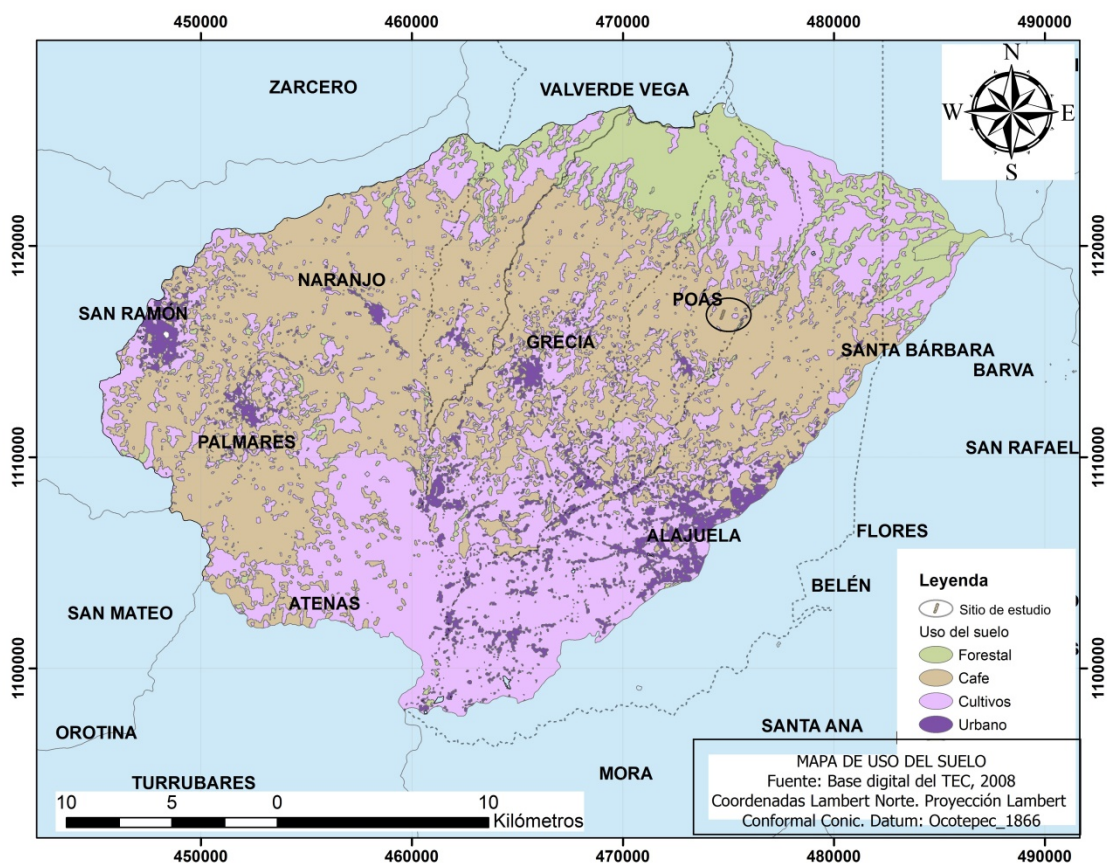 450000 460000 470000 480000 490000
ZARCERO
VALVERDE VEGA
N
W E
S
1120000 1120000
NARANJO
SAN RAMÓN
POÁS
GRECIA
SANTA BÁRBARA
BARVA
PALMARES
SAN RAFAEL
1110000 1110000
ALAJUELA
FLORES
BELÉN
SAN MATEO
ATENAS
Leyenda
Sitio de estudio
Uso del suelo
Forestal
Cafe
Cultivos
Urbano
1100000 1100000
OROTINA
SANTA ANA
TURRUBARES
MORA
MAPA DE USO DEL SUELO
Fuente: Base digital del TEC, 2008
Coordenadas Lambert Norte. Proyección Lambert
Conformal Conic. Datum: Ocotepec_1866
10 5 0 10
Kilómetros
450000 460000 470000 480000 490000